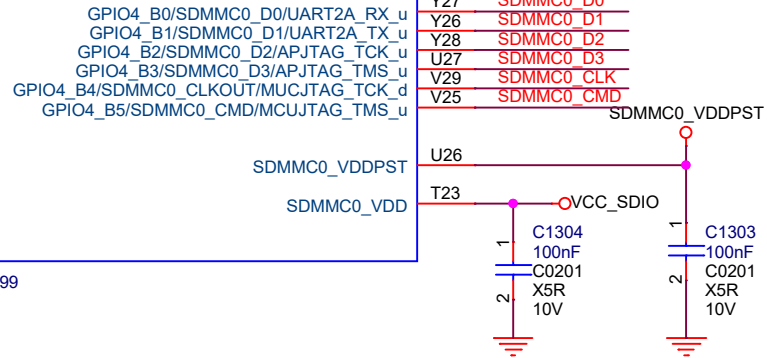 GPIO4_B0/SDMMC0_D0/UART2A_RX_u Y27 SDMMC0_D0
GPIO4_B1/SDMMC0_D1/UART2A_TX_u Y26 SDMMC0_D1
GPIO4_B2/SDMMC0_D2/APJTAG_TCK_u Y28 SDMMC0_D2
GPIO4_B3/SDMMC0_D3/APJTAG_TMS_u U27 SDMMC0_D3
GPIO4_B4/SDMMC0_CLKOUT/MUCJTAG_TCK_d V29 SDMMC0_CLK
GPIO4_B5/SDMMC0_CMD/MCUJTAG_TMS_u V25 SDMMC0_CMD
SDMMC0_VDDPST
SDMMC0_VDDPST U26
SDMMC0_VDD T23 VCC_SDIO
1
C1304
100nF
C0201
X5R
10V
2
1
C1303
100nF
C0201
X5R
10V
2
99